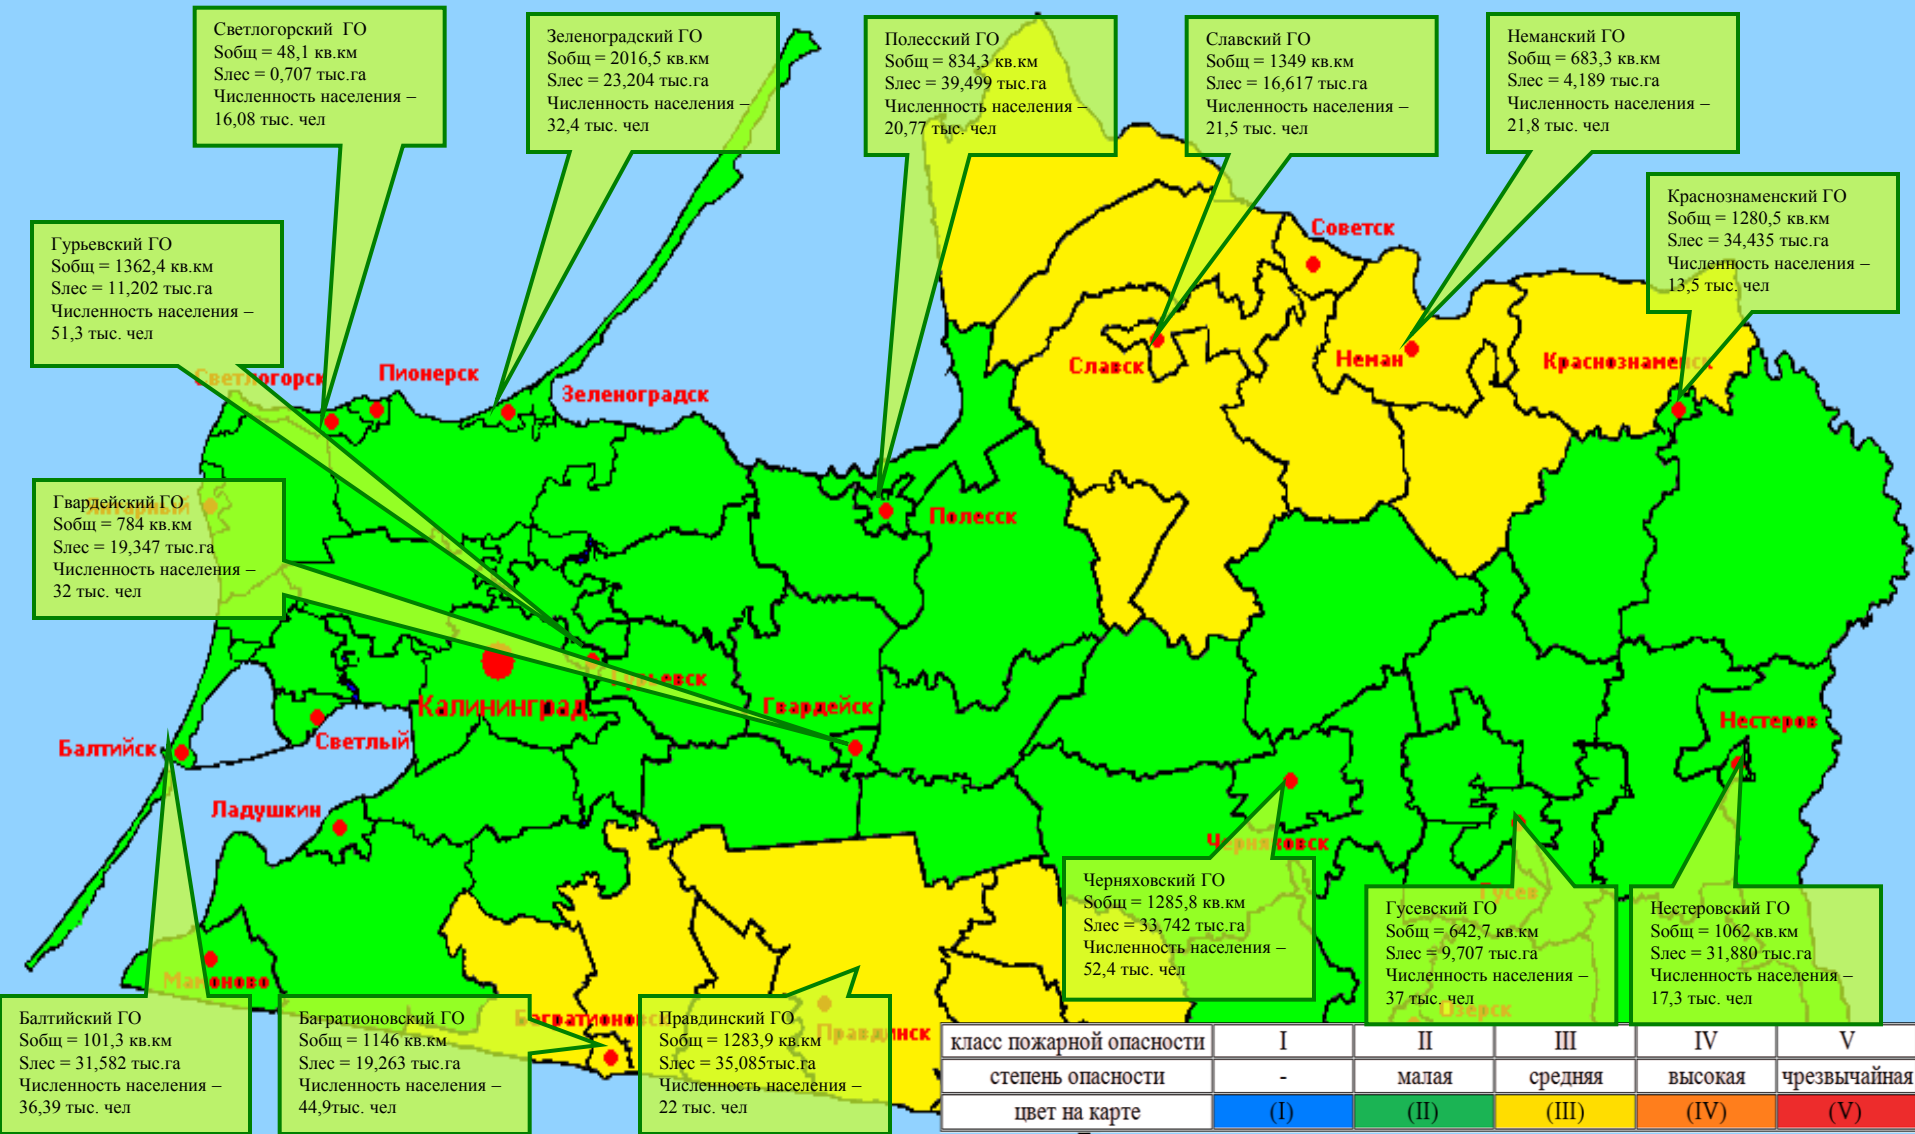 Светлогорский ГО
Sобщ = 48,1 кв.км
Sлес = 0,707 тыс.га
Численность населения –
16,08 тыс. чел
Зеленоградский ГО
Sобщ = 2016,5 кв.км
Sлес = 23,204 тыс.га
Численность населения –
32,4 тыс. чел
Полесский ГО
Sобщ = 834,3 кв.км
Sлес = 39,499 тыс.га
Численность населения –
20,77 тыс. чел
Славский ГО
Sобщ = 1349 кв.км
Sлес = 16,617 тыс.га
Численность населения –
21,5 тыс. чел
Неманский ГО
Sобщ = 683,3 кв.км
Sлес = 4,189 тыс.га
Численность населения –
21,8 тыс. чел
Краснознаменский ГО
Sобщ = 1280,5 кв.км
Sлес = 34,435 тыс.га
Численность населения –
13,5 тыс. чел
Гурьевский ГО
Sобщ = 1362,4 кв.км
Sлес = 11,202 тыс.га
Численность населения –
51,3 тыс. чел
Советск
Светлогорск
Пионерск
Зеленоградск
Славск
Неман
Краснознаменск
Гвардейский ГО
Sобщ = 784 кв.км
Sлес = 19,347 тыс.га
Численность населения –
32 тыс. чел
Янтарный
Полесск
Гурьевск
Калининград
Гвардейск
Нестеров
Балтийск
Светлый
Ладушкин
Черняховск
Гусев
Мамоново
Багратионовск
Правдинск
Озерск
Черняховский ГО
Sобщ = 1285,8 кв.км
Sлес = 33,742 тыс.га
Численность населения –
52,4 тыс. чел
Гусевский ГО
Sобщ = 642,7 кв.км
Sлес = 9,707 тыс.га
Численность населения –
37 тыс. чел
Нестеровский ГО
Sобщ = 1062 кв.км
Sлес = 31,880 тыс.га
Численность населения –
17,3 тыс. чел
Балтийский ГО
Sобщ = 101,3 кв.км
Sлес = 31,582 тыс.га
Численность населения –
36,39 тыс. чел
Багратионовский ГО
Sобщ = 1146 кв.км
Sлес = 19,263 тыс.га
Численность населения –
44,9тыс. чел
Правдинский ГО
Sобщ = 1283,9 кв.км
Sлес = 35,085тыс.га
Численность населения –
22 тыс. чел
класс пожарной опасности I II III IV V
степень опасности - малая средняя высокая чрезвычайная
цвет на карте (I) (II) (III) (IV) (V)